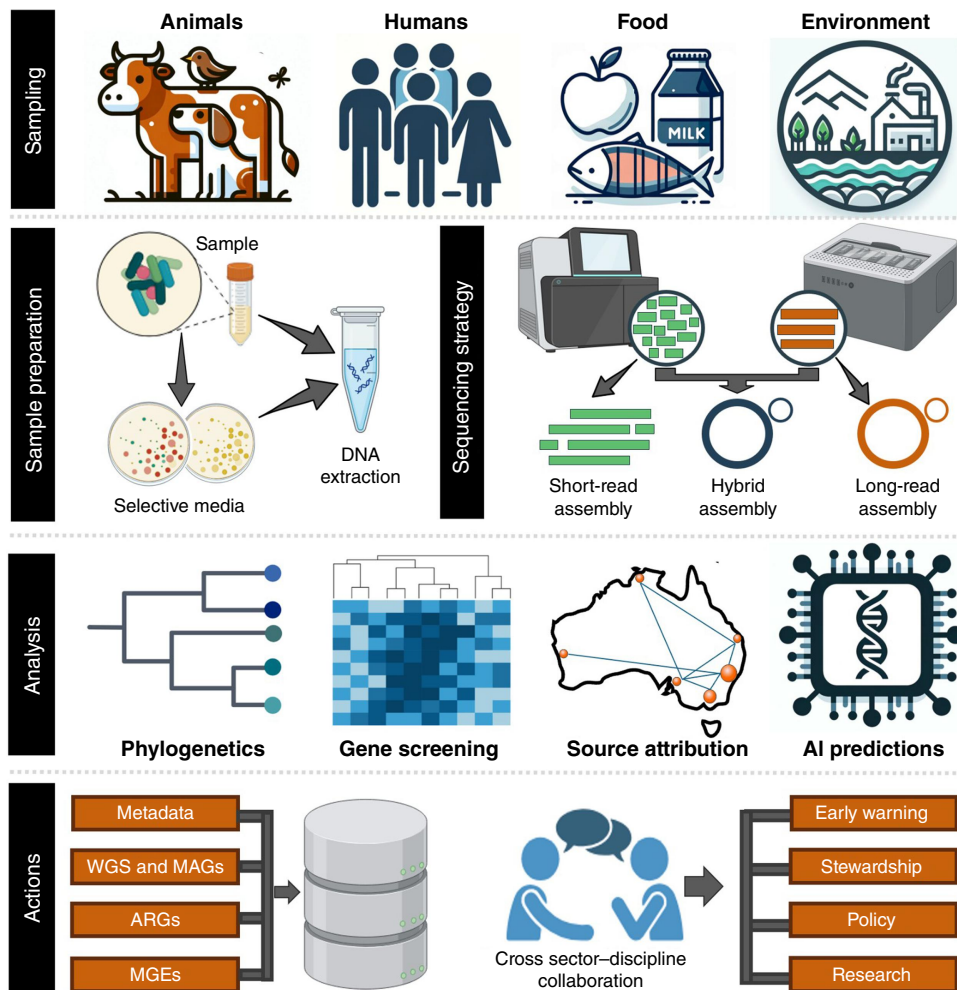 Sampling
Animals
Humans
Food
Environment
MILK
Sample preparation
Sample
Selective media
DNA
extraction
Sequencing strategy
Short-read
assembly
Hybrid
assembly
Long-read
assembly
Analysis
Phylogenetics
Gene screening
Source attribution
AI predictions
Actions
Metadata
WGS and MAGs
ARGs
MGEs
Cross sector–discipline
collaboration
Early warning
Stewardship
Policy
Research